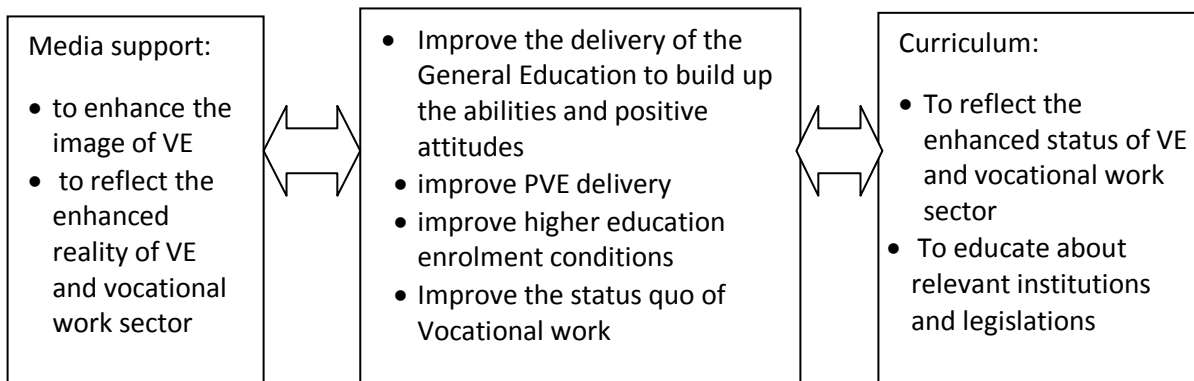 Media support:
• to enhance the
image of VE
• to reflect the
enhanced
reality of VE
and vocational
work sector
• Improve the delivery of the
General Education to build up
the abilities and positive
attitudes
• improve PVE delivery
• improve higher education
enrolment conditions
• Improve the status quo of
Vocational work
Curriculum:
• To reflect the
enhanced status of VE
and vocational work
sector
• To educate about
relevant institutions
and legislations